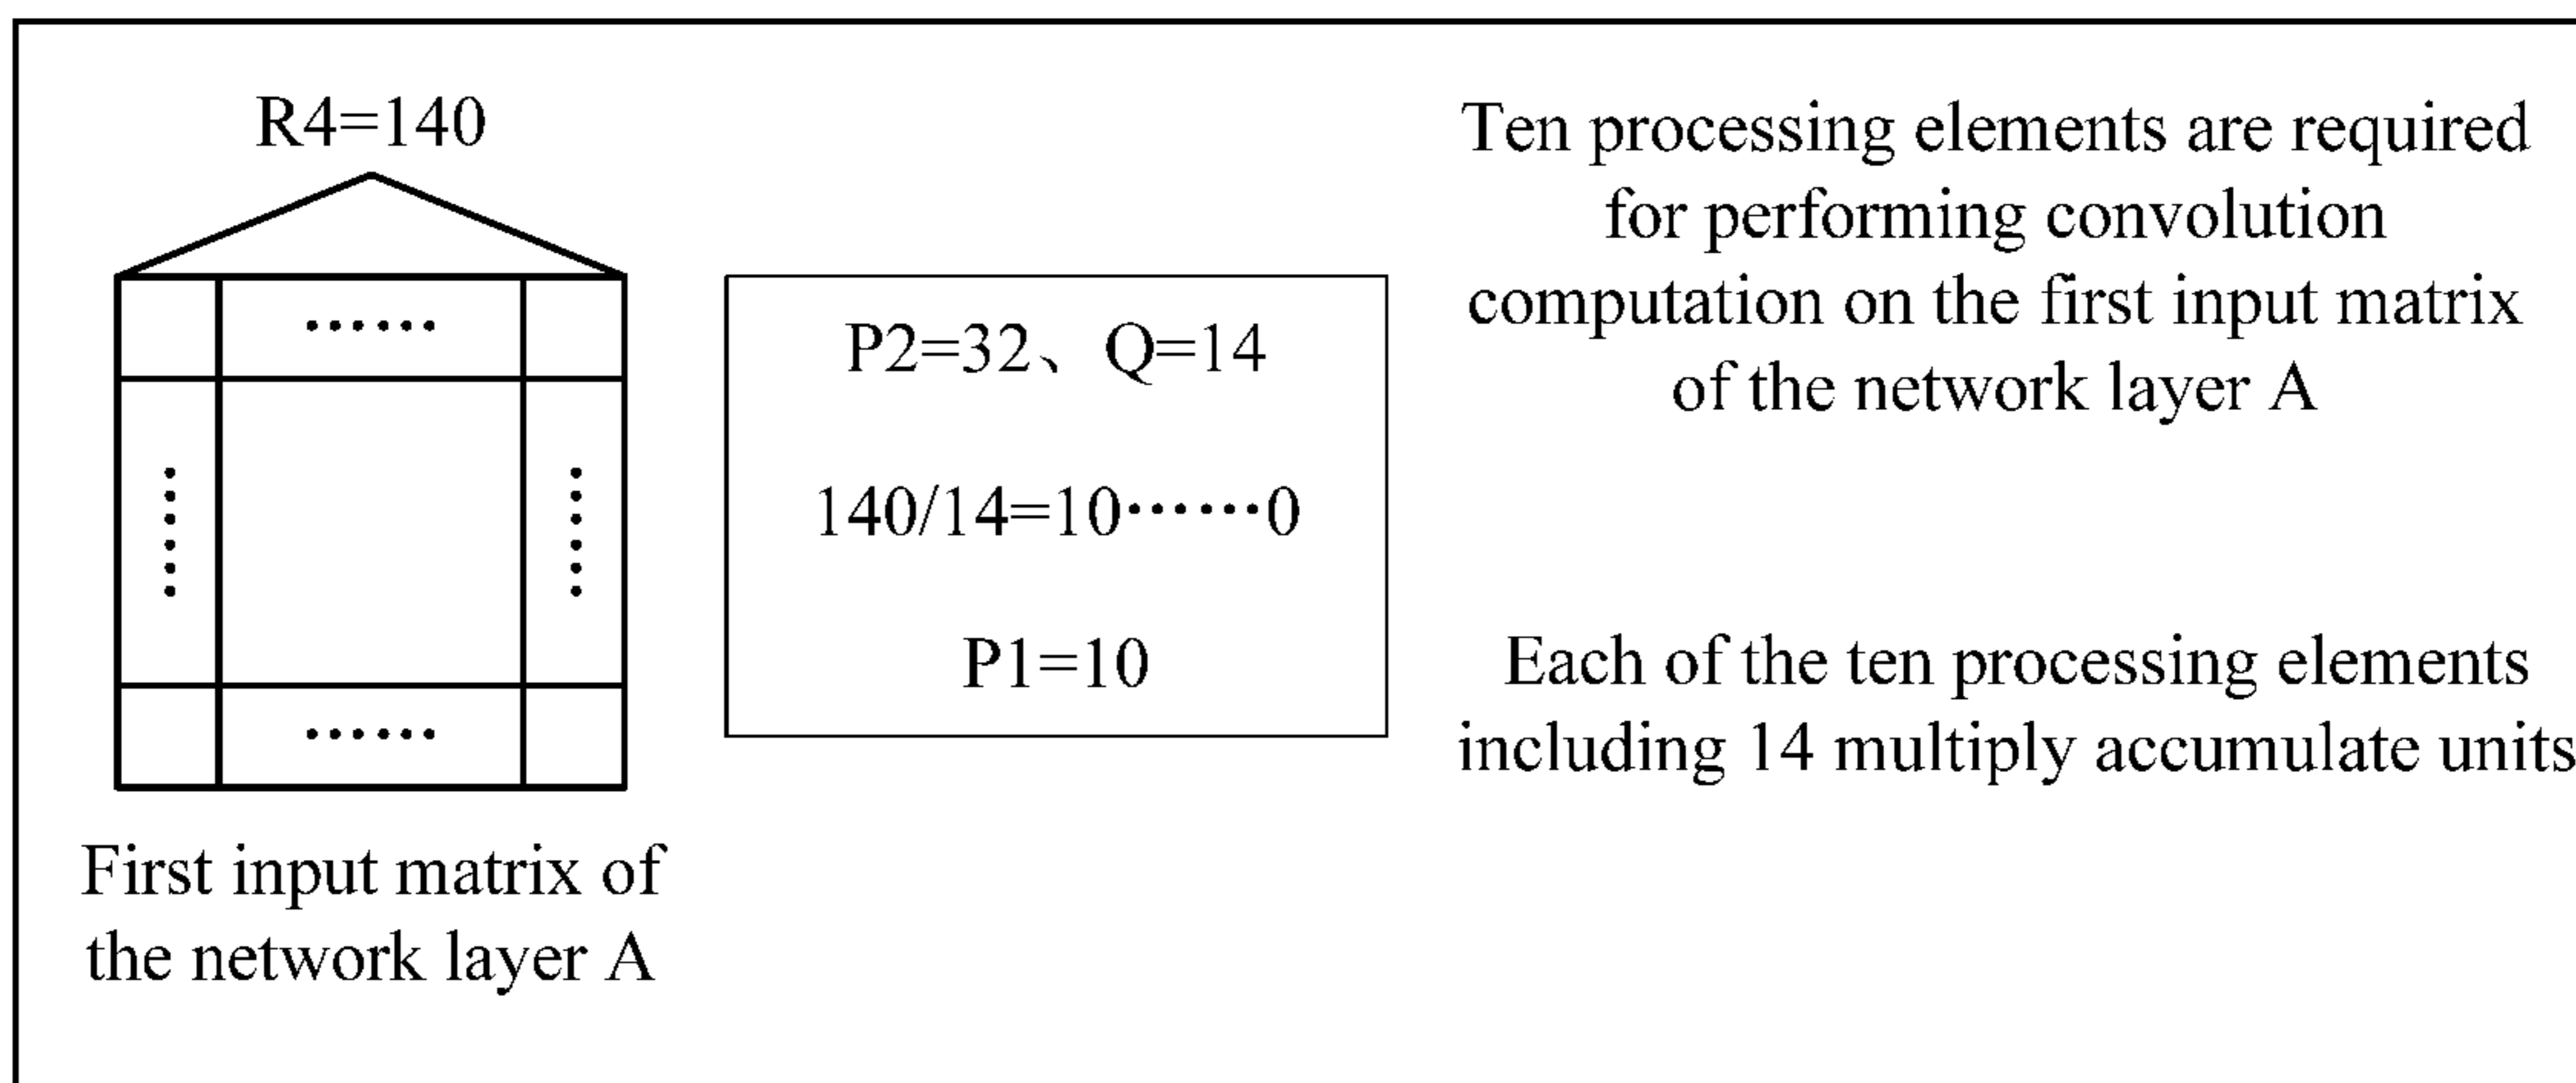 R4=140
First input matrix of
the network layer A
P2=32、Q=14
140/14=10……0
P1=10
Ten processing elements are required
for performing convolution
computation on the first input matrix
of the network layer A
Each of the ten processing elements
including 14 multiply accumulate units